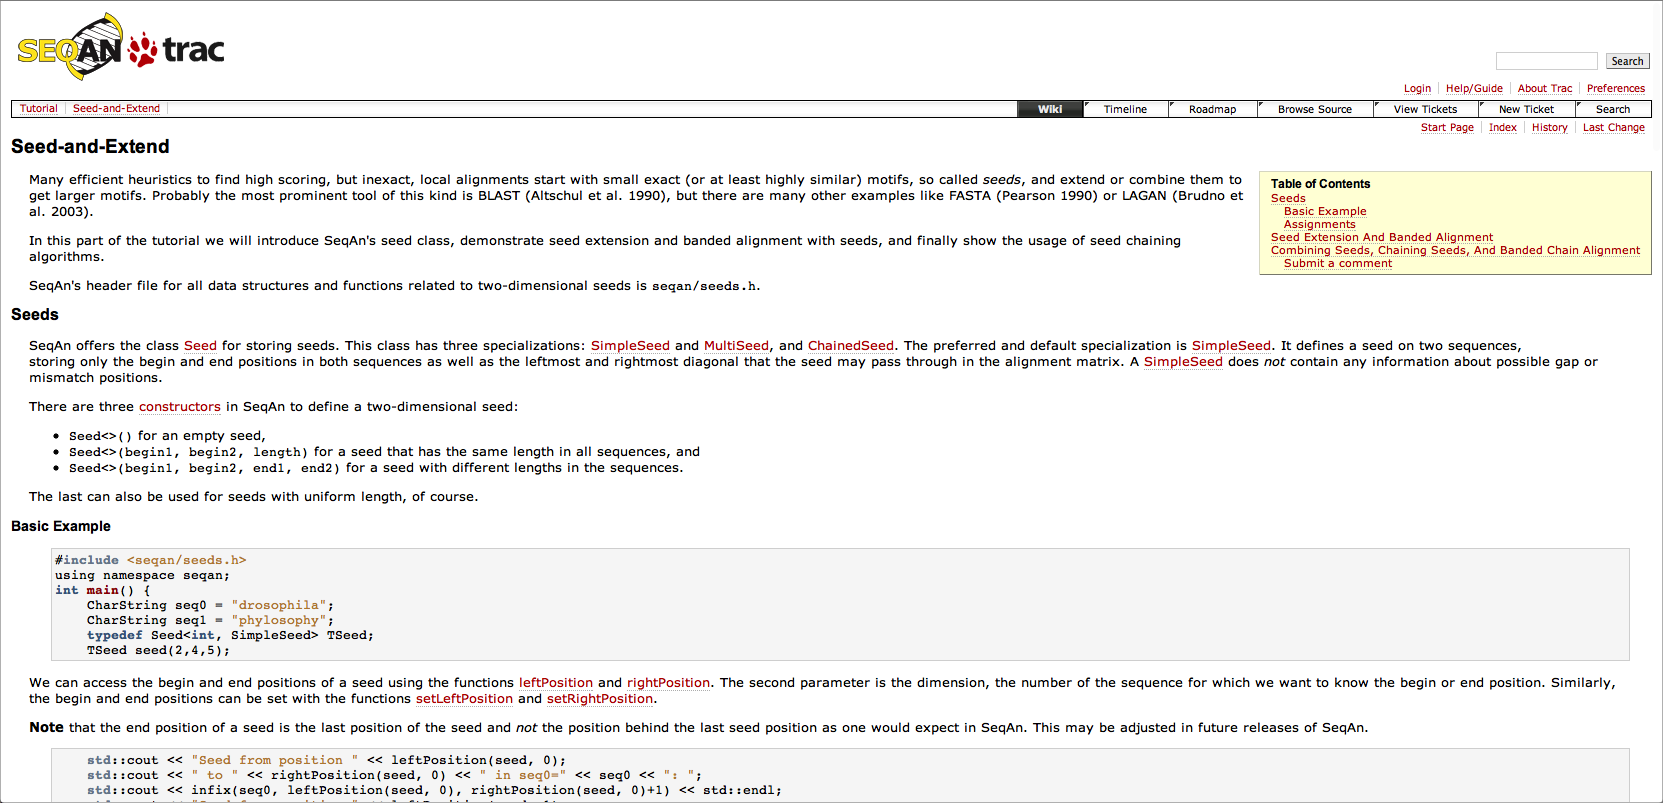 SEQAN trac
Search
Login Help/Guide About Trac Preferences
Tutorial Seed-and-Extend Wiki Timeline Roadmap Browse Source View Tickets New Ticket Search
Start Page Index History Last Change
Seed-and-Extend
Many efficient heuristics to find high scoring, but inexact, local alignments start with small exact (or at least highly similar) motifs, so called seeds, and extend or combine them to
get larger motifs. Probably the most prominent tool of this kind is BLAST (Altschul et al. 1990), but there are many other examples like FASTA (Pearson 1990) or LAGAN (Brudno et
al. 2003).
In this part of the tutorial we will introduce SeqAn's seed class, demonstrate seed extension and banded alignment with seeds, and finally show the usage of seed chaining
algorithms.
SeqAn's header file for all data structures and functions related to two-dimensional seeds is seqan/seeds.h.
Table of Contents
Seeds
Basic Example
Assignments
Seed Extension And Banded Alignment
Combining Seeds, Chaining Seeds, And Banded Chain Alignment
Submit a comment
Seeds
SeqAn offers the class Seed for storing seeds. This class has three specializations: SimpleSeed and MultiSeed, and ChainedSeed. The preferred and default specialization is SimpleSeed. It defines a seed on two sequences,
storing only the begin and end positions in both sequences as well as the leftmost and rightmost diagonal that the seed may pass through in the alignment matrix. A SimpleSeed does not contain any information about possible gap or
mismatch positions.
There are three constructors in SeqAn to define a two-dimensional seed:
• Seed<>() for an empty seed,
• Seed<>(begin1, begin2, length) for a seed that has the same length in all sequences, and
• Seed<>(begin1, begin2, end1, end2) for a seed with different lengths in the sequences.
The last can also be used for seeds with uniform length, of course.
Basic Example
#include <seqan/seeds.h>
using namespace seqan;
int main() {
    CharString seq0 = "drosophila";
    CharString seq1 = "phylosophy";
    typedef Seed<int, SimpleSeed> TSeed;
    TSeed seed(2,4,5);
We can access the begin and end positions of a seed using the functions leftPosition and rightPosition. The second parameter is the dimension, the number of the sequence for which we want to know the begin or end position. Similarly,
the begin and end positions can be set with the functions setLeftPosition and setRightPosition.
Note that the end position of a seed is the last position of the seed and not the position behind the last seed position as one would expect in SeqAn. This may be adjusted in future releases of SeqAn.
    std::cout << "Seed from position " << leftPosition(seed, 0);
    std::cout << " to " << rightPosition(seed, 0) << " in seq0=" << seq0 << ": ";
    std::cout << infix(seq0, leftPosition(seed, 0), rightPosition(seed, 0)+1) << std::endl;